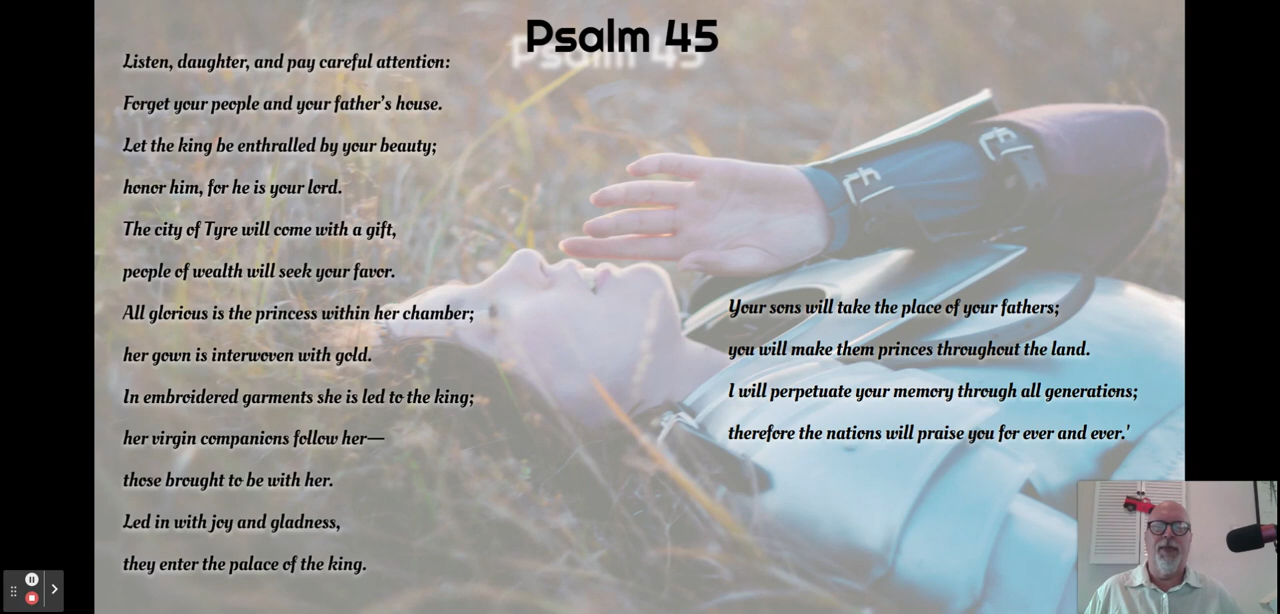 Psalm 45
Listen, daughter, and pay careful attention:
Forget your people and your father’s house.
Let the king be enthralled by your beauty;
honor him, for he is your lord.
The city of Tyre will come with a gift,
people of wealth will seek your favor.
All glorious is the princess within her chamber;
her gown is interwoven with gold.
In embroidered garments she is led to the king;
her virgin companions follow her—
those brought to be with her.
Led in with joy and gladness,
they enter the palace of the king.
Your sons will take the place of your fathers;
you will make them princes throughout the land.
I will perpetuate your memory through all generations;
therefore the nations will praise you for ever and ever.'